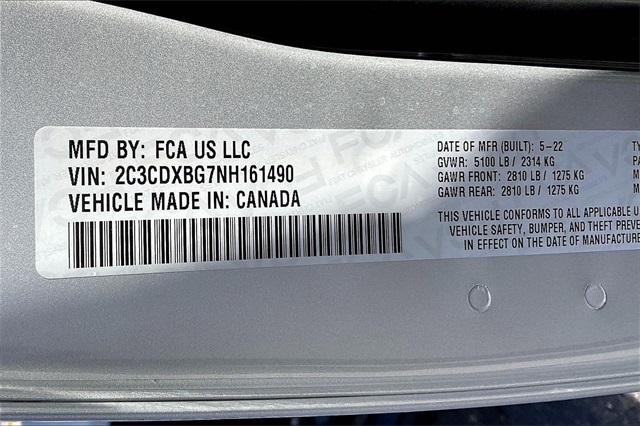 MFD BY: FCA US LLC
VIN: 2C3CDXBG7NH161490
VEHICLE MADE IN: CANADA
DATE OF MFR (BUILT): 5-22
GVWR: 5100 LB / 2314 KG
GAWR FRONT: 2810 LB / 1275 KG
GAWR REAR: 2810 LB / 1275 KG
THIS VEHICLE CONFORMS TO ALL APPLICABLE
VEHICLE SAFETY, BUMPER, AND THEFT
IN EFFECT ON THE DATE OF MANUFACTURE